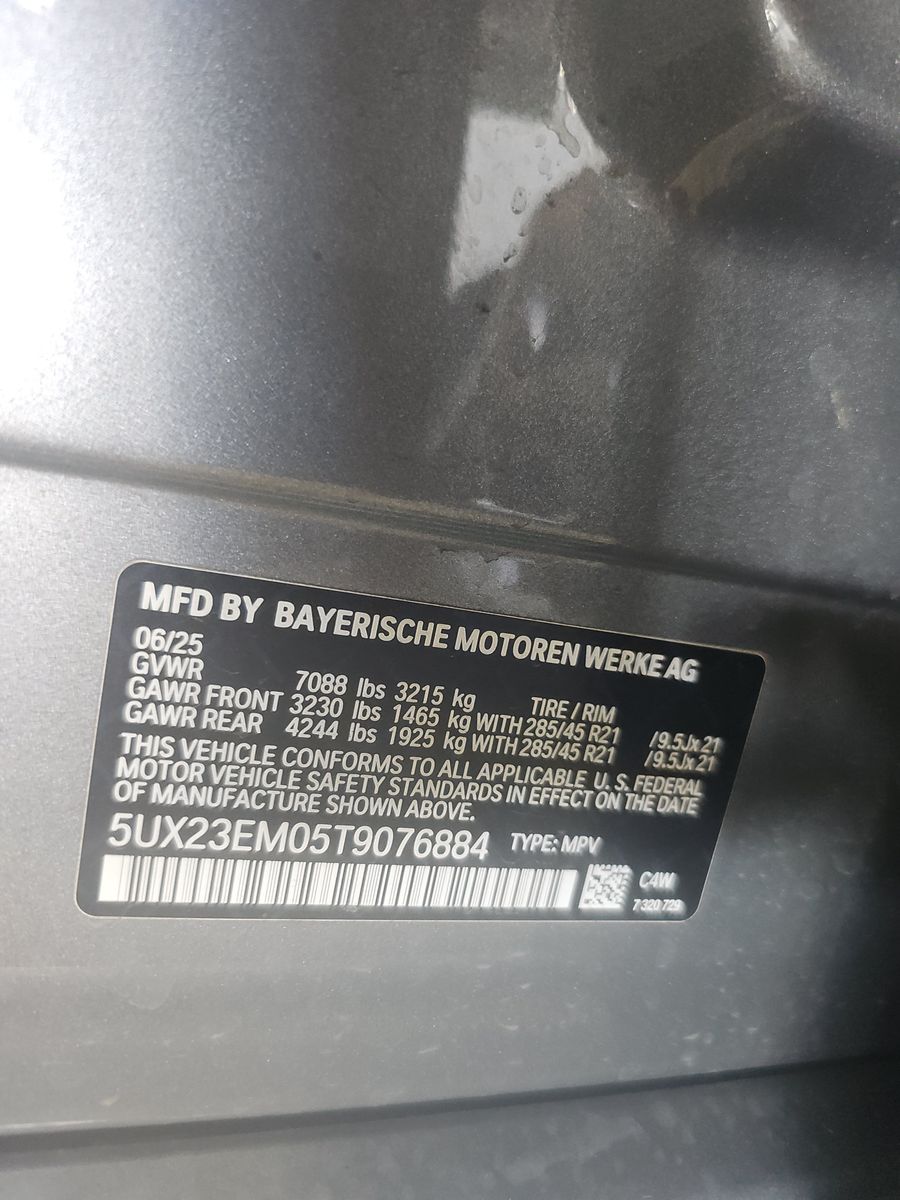 MFD BY BAYERISCHE MOTOREN WERKE AG
06/25
GVWR 7088 lbs 3215 kg TIRE / RIM
GAWR FRONT 3230 lbs 1465 kg WITH 285/45 R21 /9.5Jx21
GAWR REAR 4244 lbs 1925 kg WITH 285/45 R21 /9.5Jx21
THIS VEHICLE CONFORMS TO ALL APPLICABLE U.S. FEDERAL
MOTOR VEHICLE SAFETY STANDARDS IN EFFECT ON THE DATE
OF MANUFACTURE SHOWN ABOVE.
5UX23EM05T9076884 TYPE: MPV
C4W
7 320 729